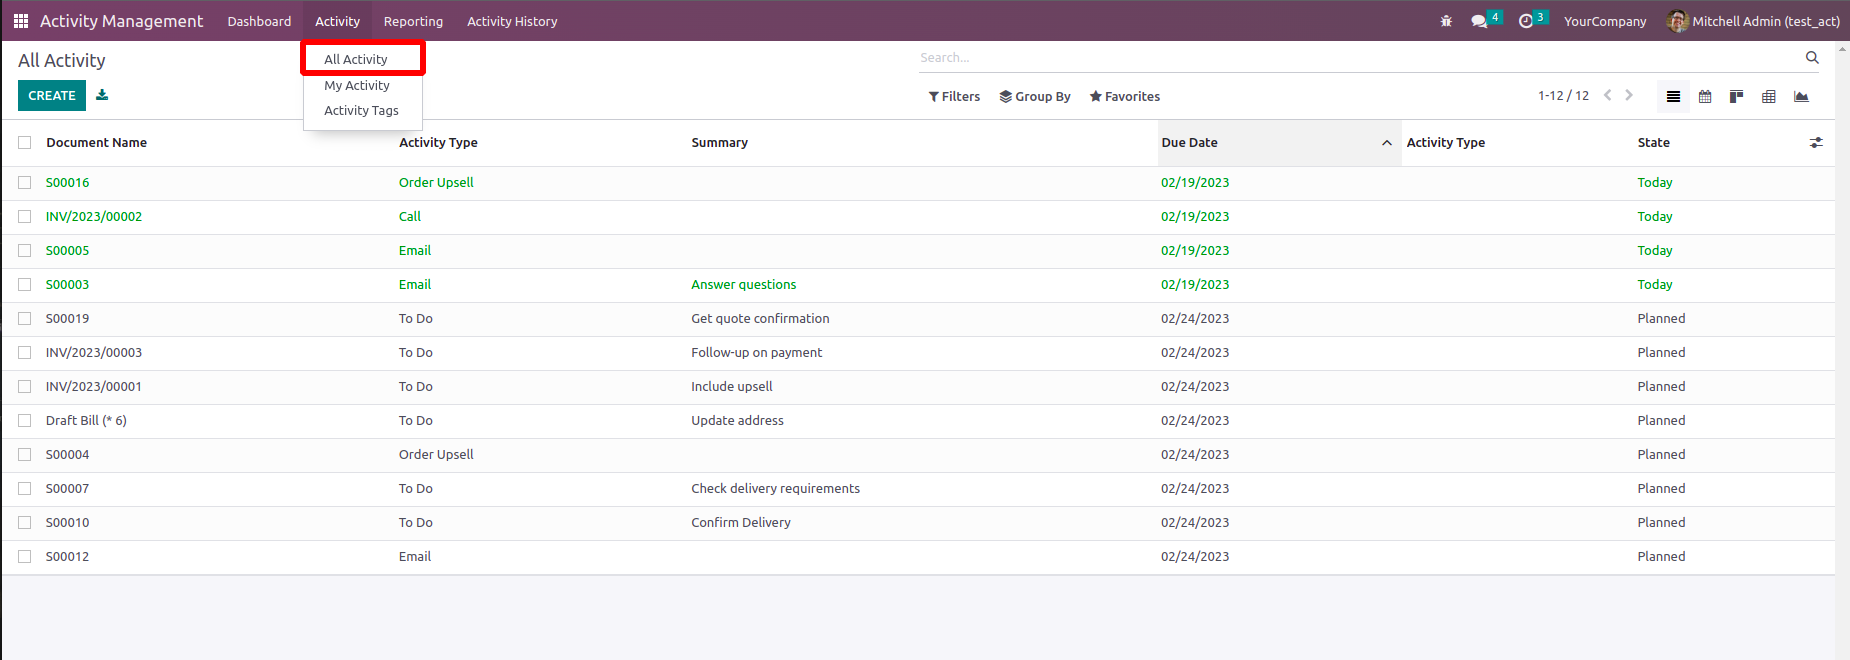 Activity Management Dashboard Activity Reporting Activity History 4 3 YourCompany Mitchell Admin (test_act)
All Activity
All Activity
My Activity
Activity Tags
Search...
CREATE
Filters Group By Favorites 1-12 / 12
Document Name Activity Type Summary Due Date Activity Type State
S00016 Order Upsell 02/19/2023 Today
INV/2023/00002 Call 02/19/2023 Today
S00005 Email 02/19/2023 Today
S00003 Email Answer questions 02/19/2023 Today
S00019 To Do Get quote confirmation 02/24/2023 Planned
INV/2023/00003 To Do Follow-up on payment 02/24/2023 Planned
INV/2023/00001 To Do Include upsell 02/24/2023 Planned
Draft Bill (* 6) To Do Update address 02/24/2023 Planned
S00004 Order Upsell 02/24/2023 Planned
S00007 To Do Check delivery requirements 02/24/2023 Planned
S00010 To Do Confirm Delivery 02/24/2023 Planned
S00012 Email 02/24/2023 Planned